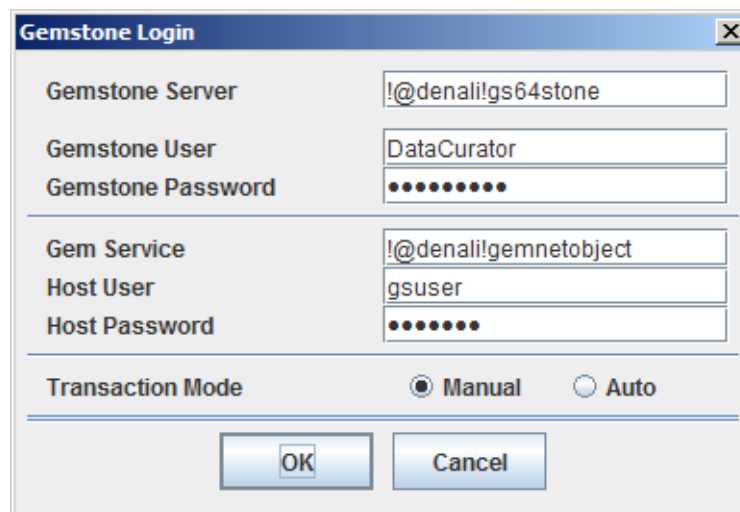 Gemstone Login
Gemstone Server !@denali!gs64stone
Gemstone User DataCurator
Gemstone Password •••••••••
Gem Service !@denali!gemnetobject
Host User gsuser
Host Password •••••••
Transaction Mode Manual Auto
OK Cancel